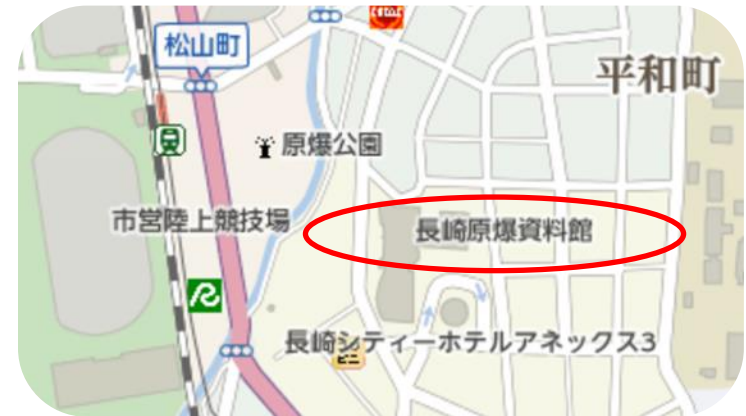 松山町
平和町
原爆公園
市営陸上競技場
長崎原爆資料館
長崎シティーホテルアネックス3